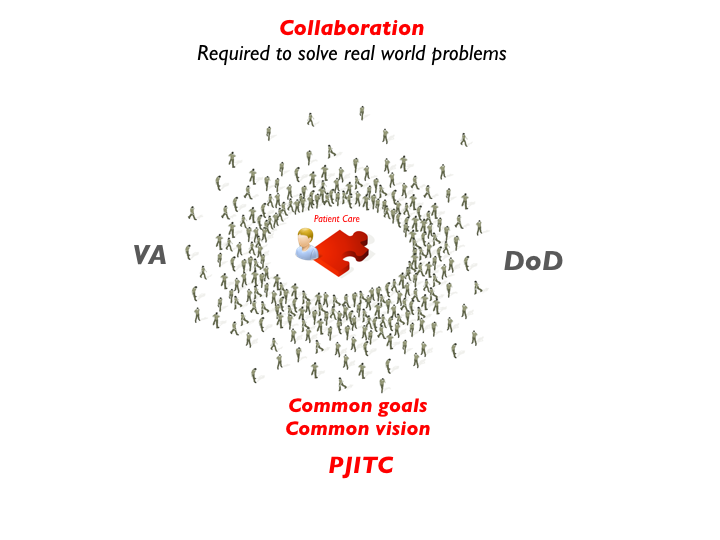 Collaboration
Required to solve real world problems
Patient Care
VA
DoD
Common goals
Common vision
PJITC